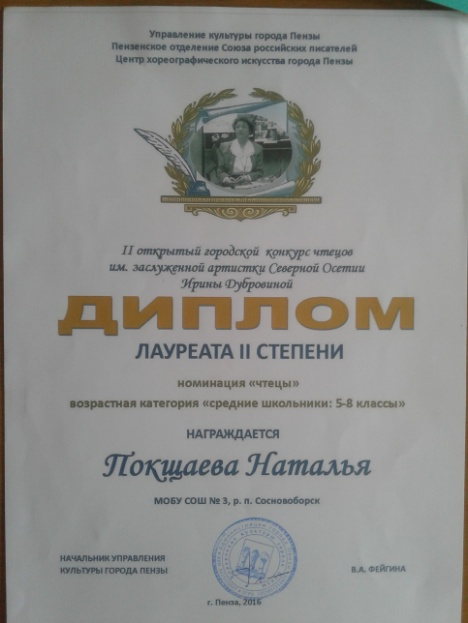 Управление культуры города Пензы
Пензенское отделение Союза российских писателей
Центр хореографического искусства города Пензы
II открытый городской конкурс чтецов
им. заслуженной артистки Северной Осетии
Ирины Дубровиной
ДИПЛОМ
ЛАУРЕАТА II СТЕПЕНИ
номинация «чтецы»
возрастная категория «средние школьники: 5-8 классы»
НАГРАЖДАЕТСЯ
Покщаева Наталья
МОБУ СОШ № 3, р. п. Сосновоборск
НАЧАЛЬНИК УПРАВЛЕНИЯ
КУЛЬТУРЫ ГОРОДА ПЕНЗЫ
В.А. ФЕЙГИНА
г. Пенза, 2016